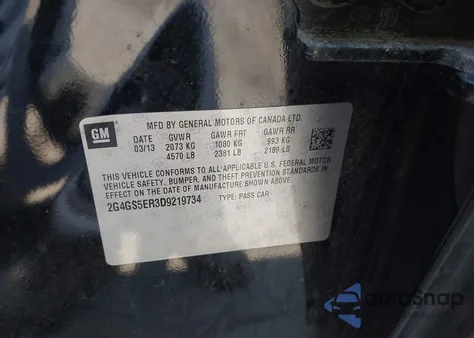 GM
MFD BY GENERAL MOTORS OF CANADA LTD.
DATE GVWR GAWR FRT GAWR RR
03/13 2073 KG 1080 KG 993 KG
4570 LB 2381 LB 2189 LB
THIS VEHICLE CONFORMS TO ALL APPLICABLE U.S. FEDERAL MOTOR
VEHICLE SAFETY, BUMPER, AND THEFT PREVENTION STANDARDS IN
EFFECT ON THE DATE OF MANUFACTURE SHOWN ABOVE.
2G4GS5ER3D9219734 TYPE: PASS CAR
AutoSnap